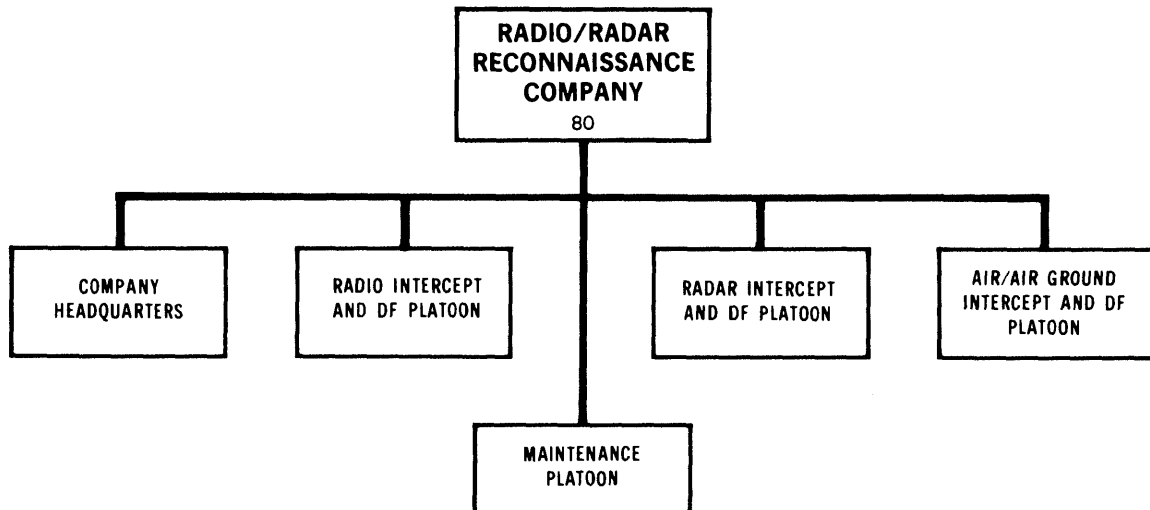 RADIO/RADAR
RECONNAISSANCE
COMPANY
80
COMPANY
HEADQUARTERS
RADIO INTERCEPT
AND DF PLATOON
RADAR INTERCEPT
AND DF PLATOON
AIR/AIR GROUND
INTERCEPT AND DF
PLATOON
MAINTENANCE
PLATOON